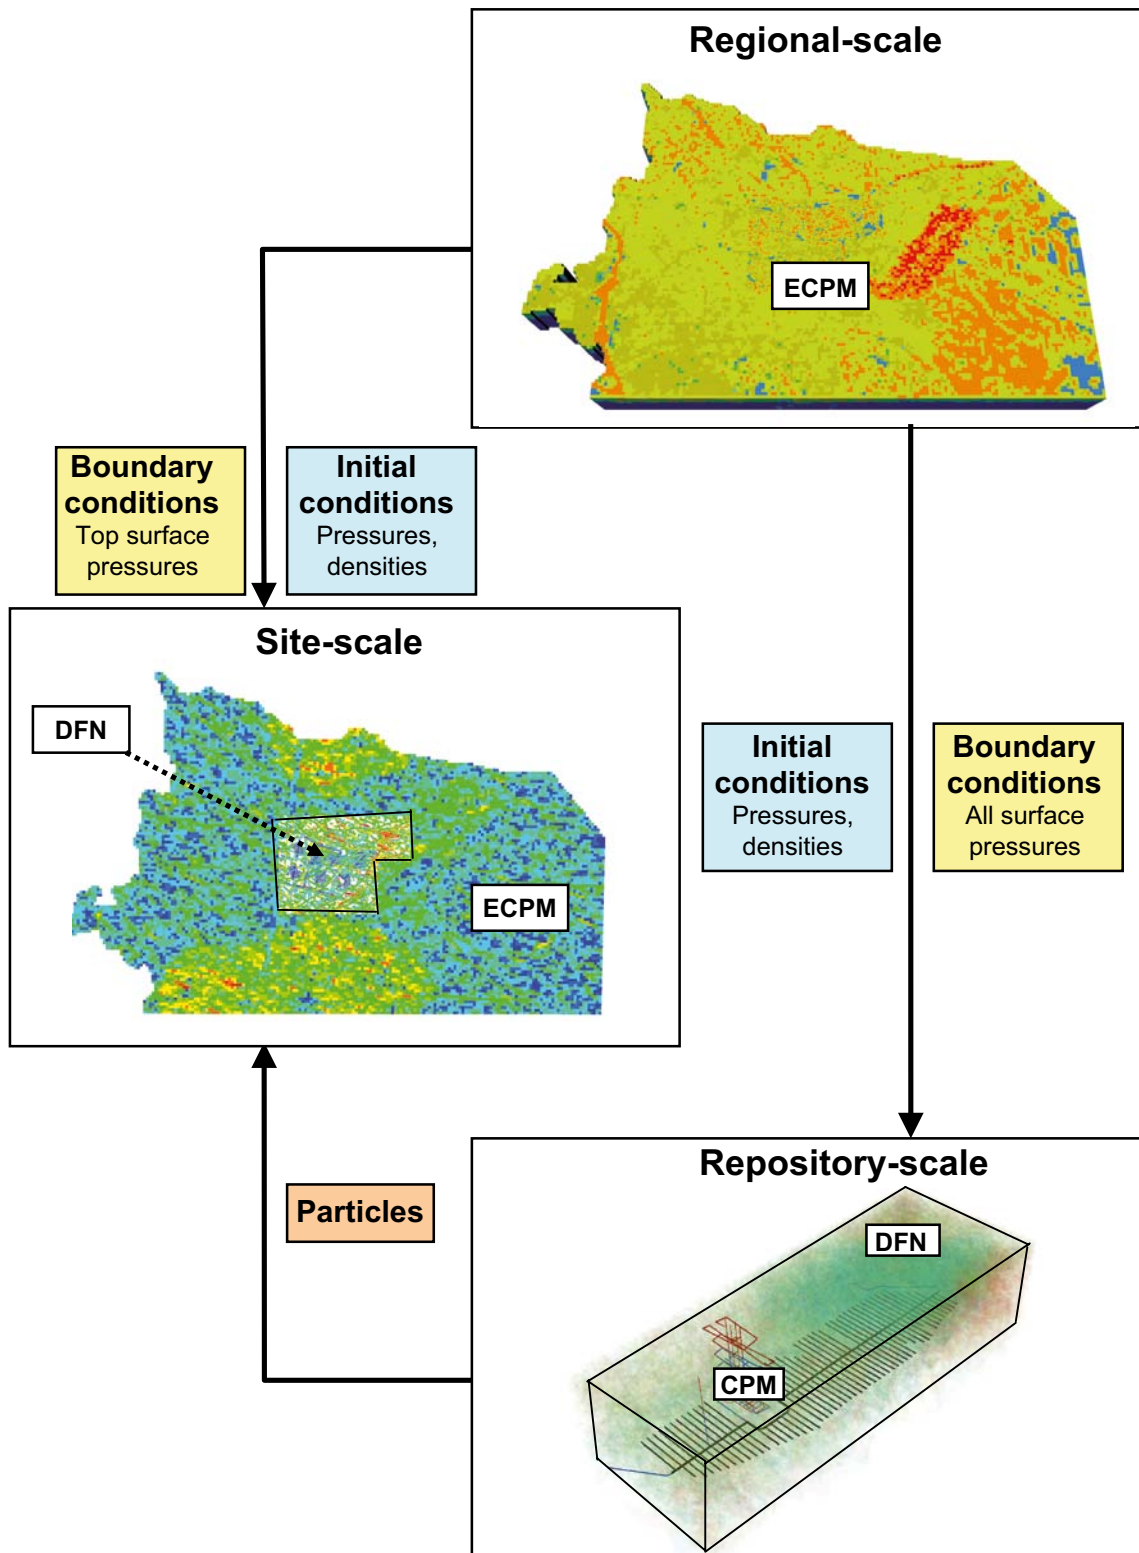 Regional-scale
ECPM
Boundary
conditions
Top surface
pressures
Initial
conditions
Pressures,
densities
Site-scale
DFN
ECPM
Initial
conditions
Pressures,
densities
Boundary
conditions
All surface
pressures
Particles
Repository-scale
DFN
CPM